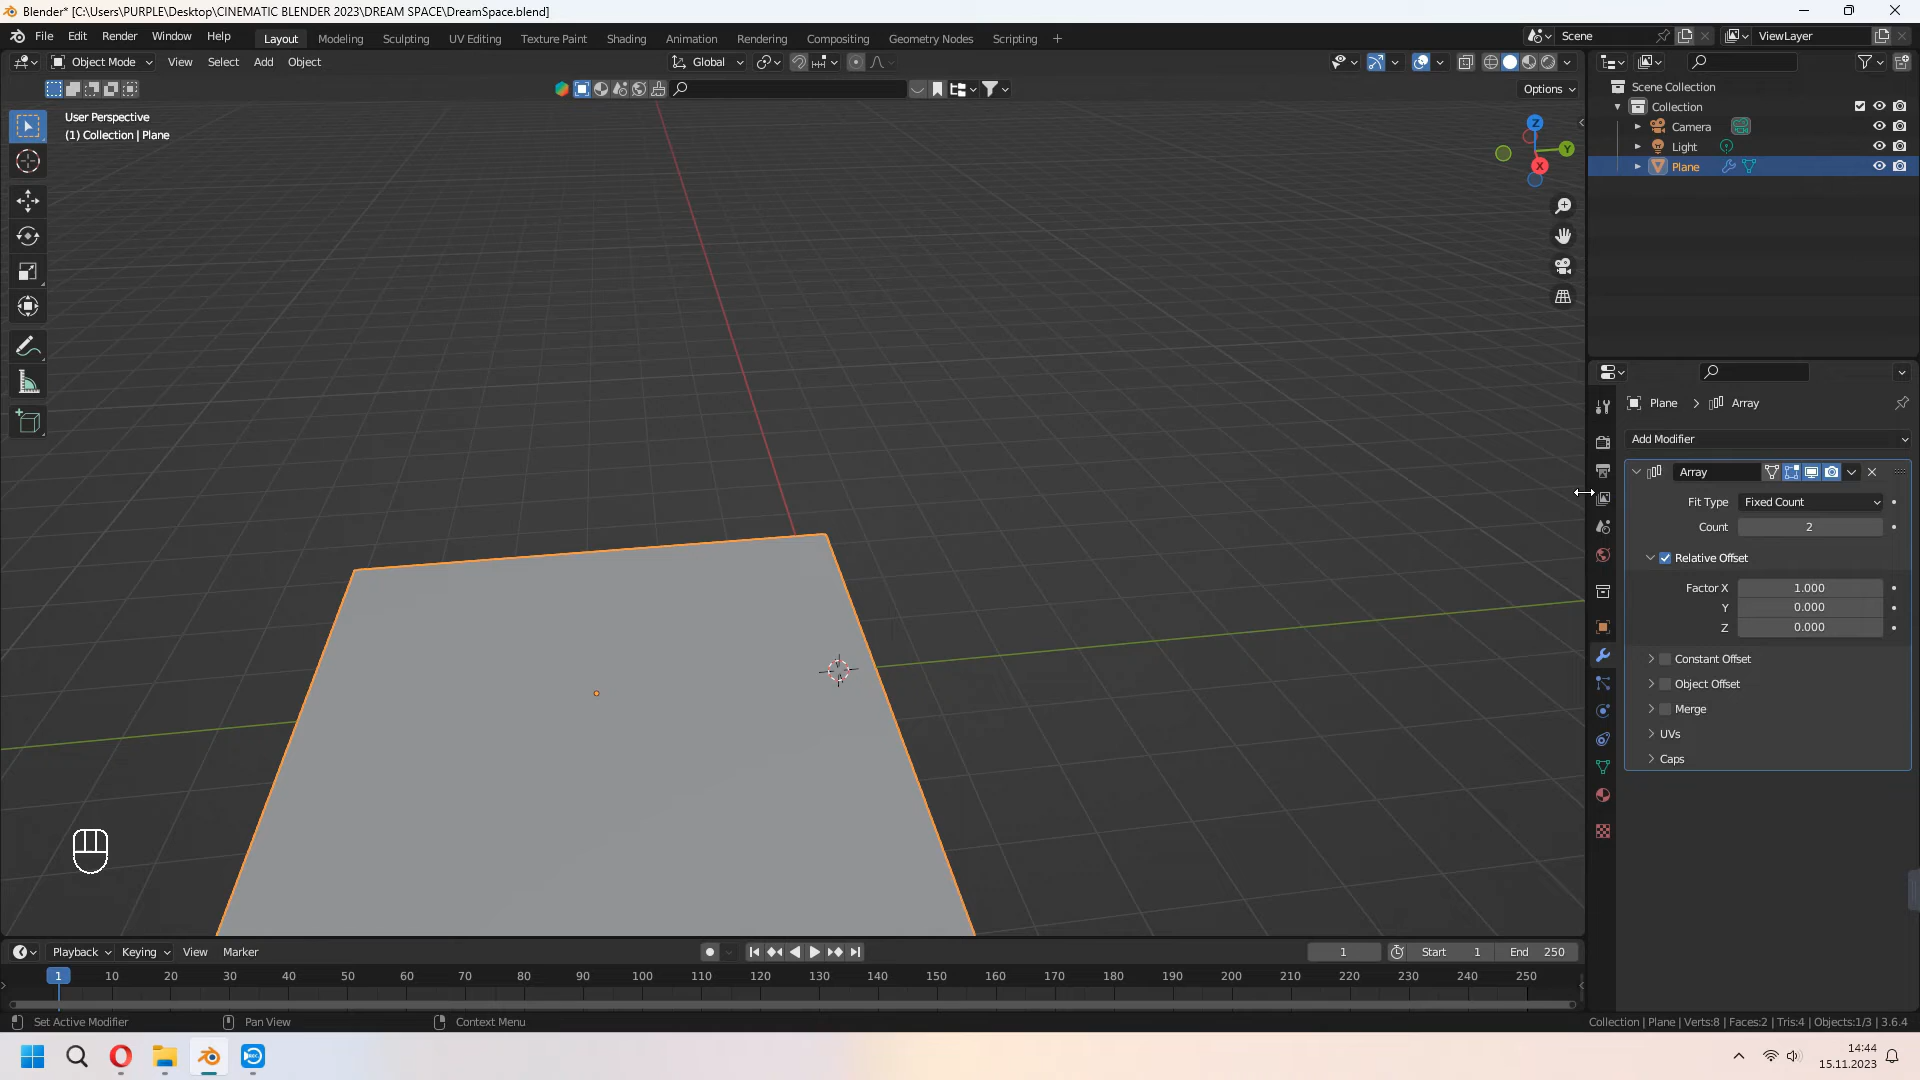 Blender* [C:\Users\PURPLE\Desktop\CINEMATIC BLENDER 2023\DREAM SPACE\DreamSpace.blend]
File Edit Render Window Help Layout Modeling Sculpting UV Editing Texture Paint Shading Animation Rendering Compositing Geometry Nodes Scripting + Scene ViewLayer
Object Mode View Select Add Object Global
Options
User Perspective
(1) Collection | Plane
Z
Y
X
Scene Collection
Collection
Camera
Light
Plane
Plane > Array
Add Modifier
Array
Fit Type Fixed Count
Count 2
Relative Offset
Factor X 1.000
Y 0.000
Z 0.000
Constant Offset
Object Offset
Merge
UVs
Caps
Playback Keying View Marker 1 Start 1 End 250
1 10 20 30 40 50 60 70 80 90 100 110 120 130 140 150 160 170 180 190 200 210 220 230 240 250
Set Active Modifier Pan View Context Menu Collection | Plane | Verts:8 | Faces:2 | Tris:4 | Objects:1/3 | 3.6.4
14:44
15.11.2023